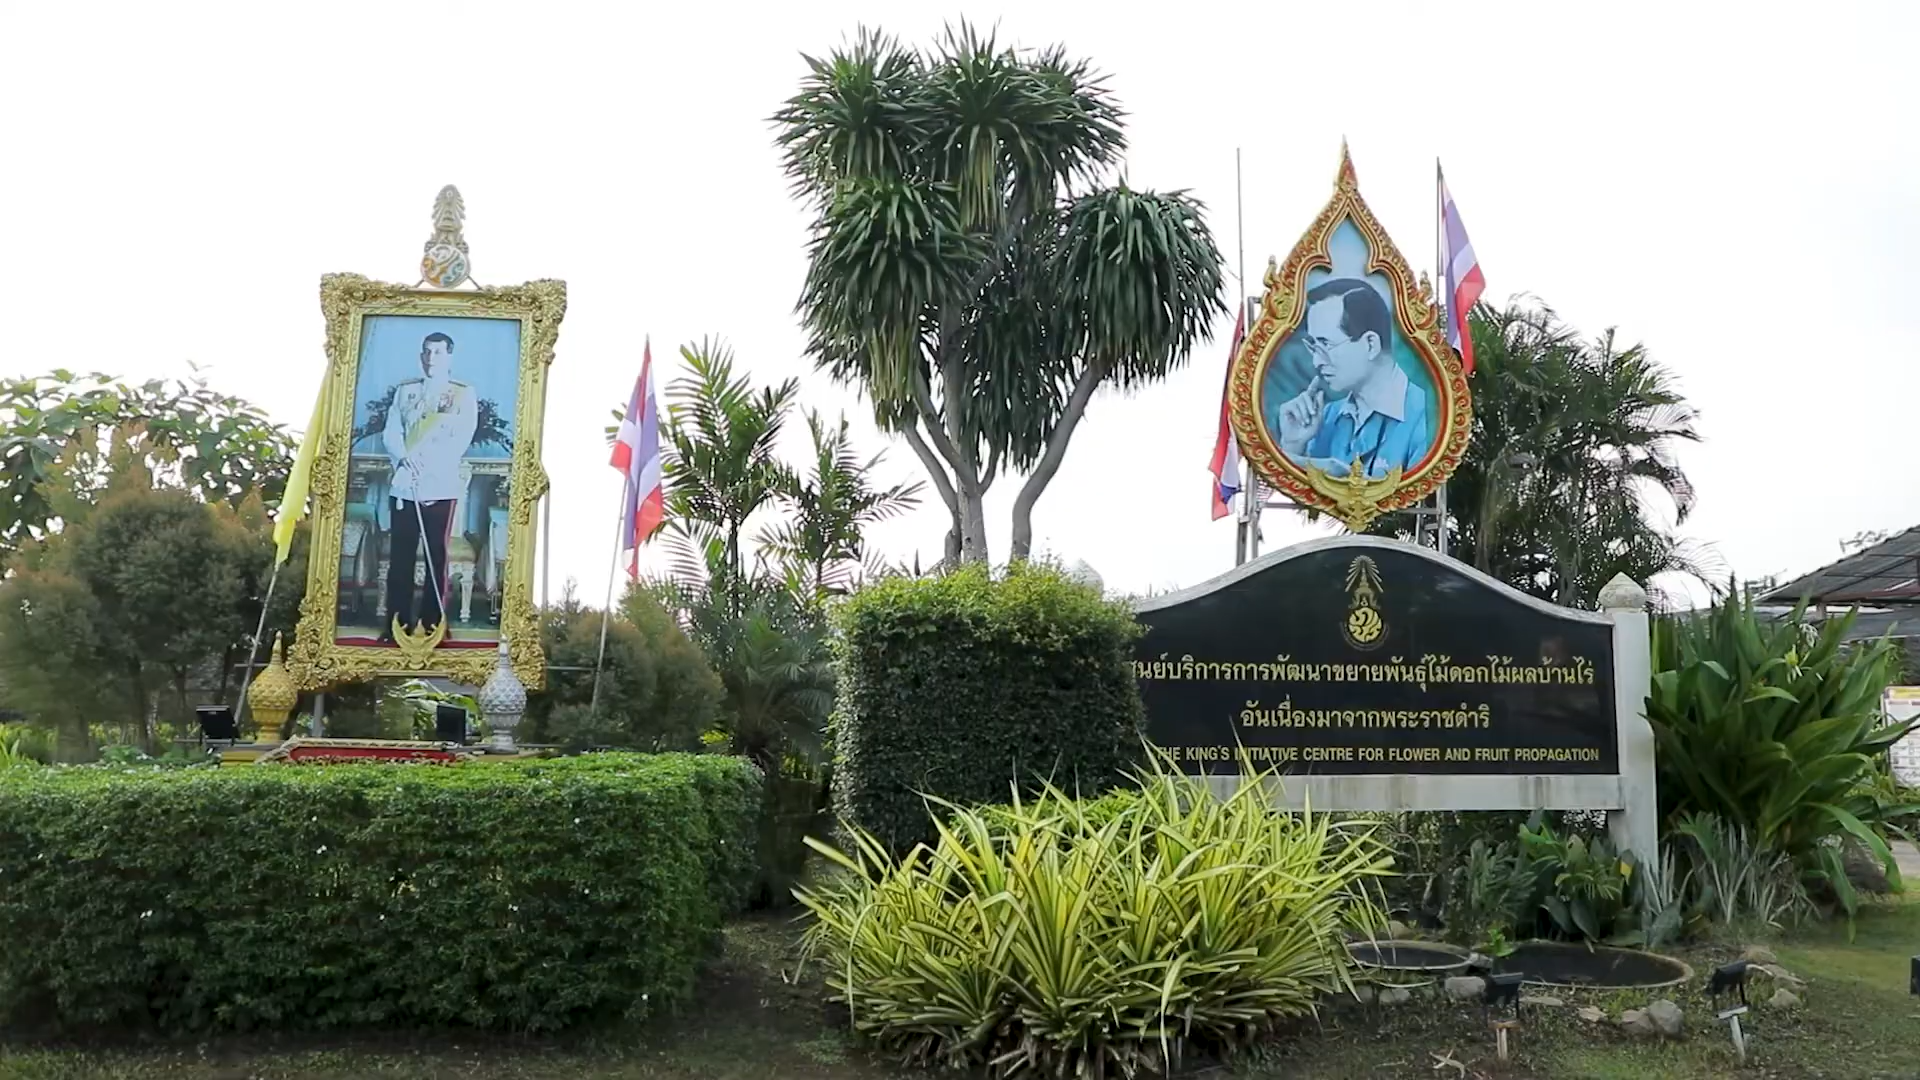 ศูนย์บริการการพัฒนาขยายพันธุ์ไม้ดอกไม้ผลบ้านไร่
อันเนื่องมาจากพระราชดำริ
THE KING'S INITIATIVE CENTRE FOR FLOWER AND FRUIT PROPAGATION